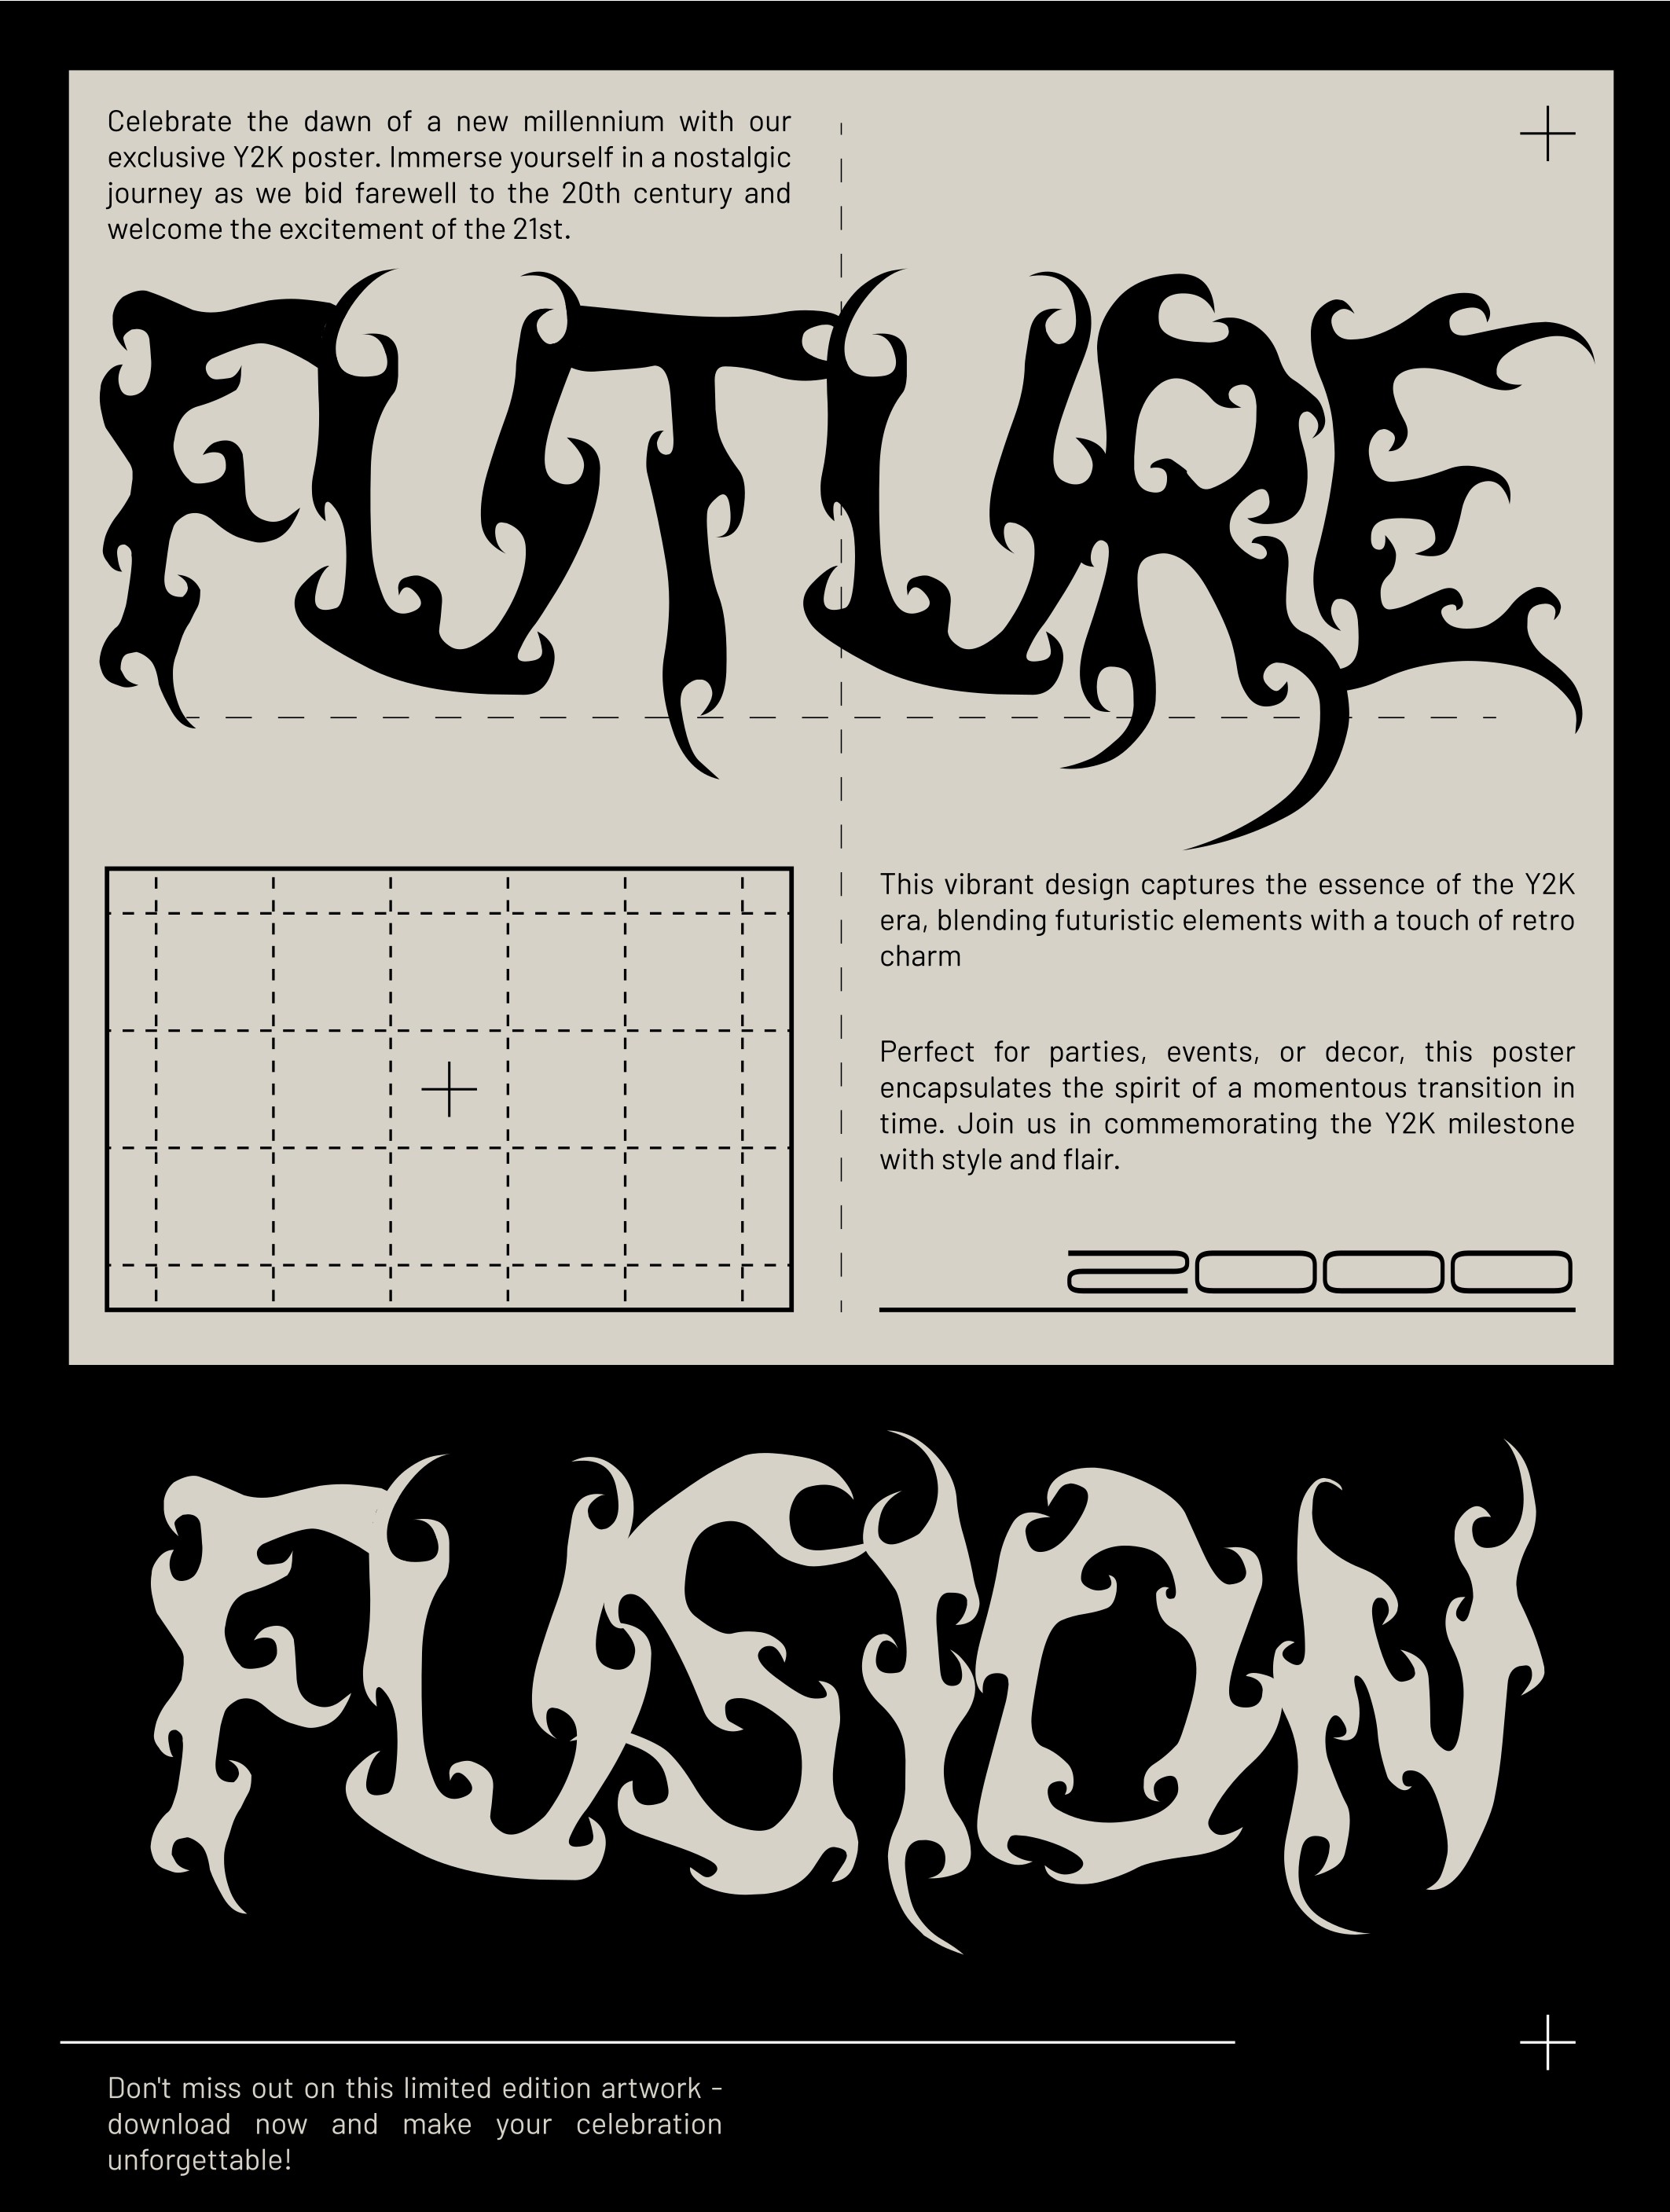 Celebrate the dawn of a new millennium with our
exclusive Y2K poster. Immerse yourself in a nostalgic
journey as we bid farewell to the 20th century and
welcome the excitement of the 21st.
FUTURE
This vibrant design captures the essence of the Y2K
era, blending futuristic elements with a touch of retro
charm
Perfect for parties, events, or decor, this poster
encapsulates the spirit of a momentous transition in
time. Join us in commemorating the Y2K milestone
with style and flair.
2000
FUSION
Don't miss out on this limited edition artwork -
download now and make your celebration
unforgettable!